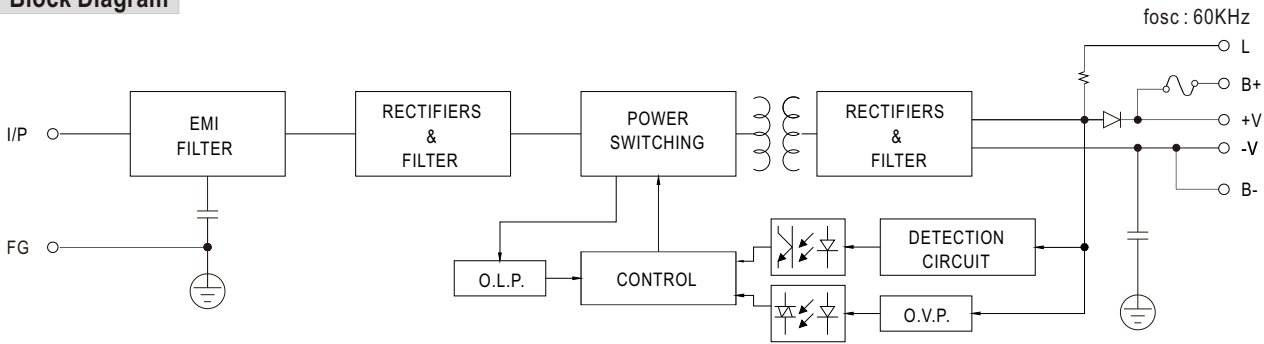 Block Diagram
fosc : 60KHz
L
B+
+V
-V
B-
I/P
EMI
FILTER
RECTIFIERS
&
FILTER
POWER
SWITCHING
RECTIFIERS
&
FILTER
FG
O.L.P.
CONTROL
DETECTION
CIRCUIT
O.V.P.